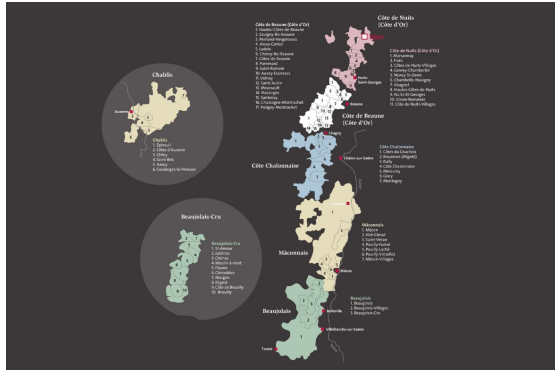 Côte de Beaune (Côte d'Or)
1. Hautes-Côtes de Beaune
2. Savigny-lès-Beaune
3. Pernand-Vergelesses
4. Aloxe-Corton
5. Ladoix
6. Chorey-lès-Beaune
7. Côtes de Beaune
8. Pommard
9. Saint-Romain
10. Auxey-Duresses
11. Volnay
12. Saint-Aubin
13. Meursault
14. Maranges
15. Santenay
16. Chassagne-Montrachet
17. Puligny-Montrachet
Côte de Nuits
(Côte d'Or)
Côte de Nuits (Côte d'Or)
1. Marsannay
2. Fixin
3. Côtes de Nuits-Villages
4. Gevrey-Chambertin
5. Morey-St-Denis
6. Chambolle-Musigny
7. Vougeot
8. Hautes-Côtes de Nuits
9. Nuits-St-Georges
10. Vosne-Romanée
11. Côte de Nuits-Villages
Nuits
Saint-Georges
Beaune
Côte de Beaune
(Côte d'Or)
Chagny
Chablis
Auxerre
Chablis
1. Épineuil
2. Côtes d'Auxerre
3. Chitry
4. Saint-Bris
5. Irancy
6. Coulanges-la-Vineuse
Côte Chalonnaise
Chalon-sur-Saône
Côte Chalonnaise
1. Côtes du Couchois
2. Bouzeron (Aligoté)
3. Rully
4. Côte Chalonnaise
5. Mercurey
6. Givry
7. Montagny
Mâconnais
Mâcon
Mâconnais
1. Mâcon
2. Viré-Clessé
3. Saint-Véran
4. Pouilly-Fuissé
5. Pouilly-Loché
6. Pouilly-Vinzelles
7. Mâcon-Villages
Beaujolais-Cru
Beaujolais-Cru
1. St-Amour
2. Juliénas
3. Chénas
4. Moulin-à-Vent
5. Fleurie
6. Chiroubles
7. Morgon
8. Régnié
9. Côte de Brouilly
10. Brouilly
Beaujolais
Beaujolais
1. Beaujolais
2. Beaujolais-Villages
3. Beaujolais-Cru
Belleville
Villefranche-sur-Saône
Tarare